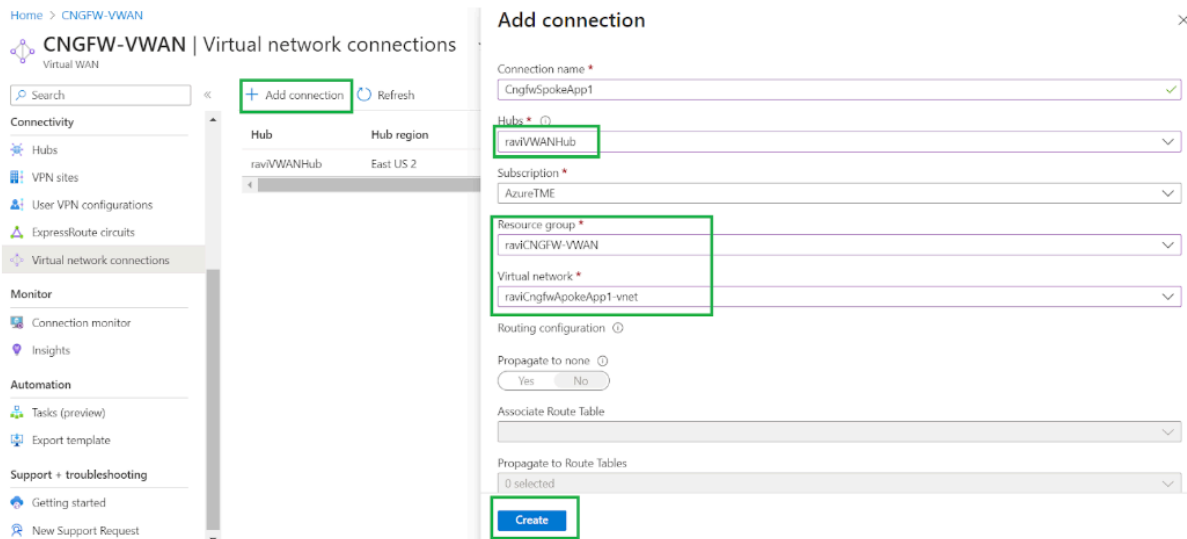 Home > CNGFW-VWAN
CNGFW-VWAN | Virtual network connections
Virtual WAN
Search
«
Connectivity
Hubs
VPN sites
User VPN configurations
ExpressRoute circuits
Virtual network connections
Monitor
Connection monitor
Insights
Automation
Tasks (preview)
Export template
Support + troubleshooting
Getting started
New Support Request
+ Add connection Refresh
Hub Hub region
raviVWANHub East US 2
Add connection
Connection name *
CngfwSpokeApp1
Hubs *
raviVWANHub
Subscription *
AzureTME
Resource group *
raviCNGFW-VWAN
Virtual network *
raviCngfwApokeApp1-vnet
Routing configuration
Propagate to none
Yes No
Associate Route Table
Propagate to Route Tables
0 selected
Create